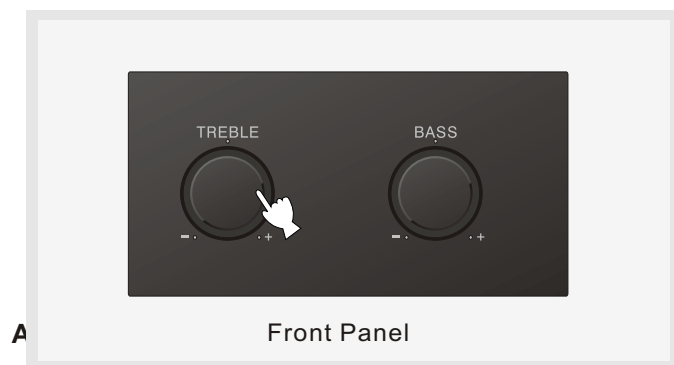 TREBLE BASS
- + - +
A Front Panel